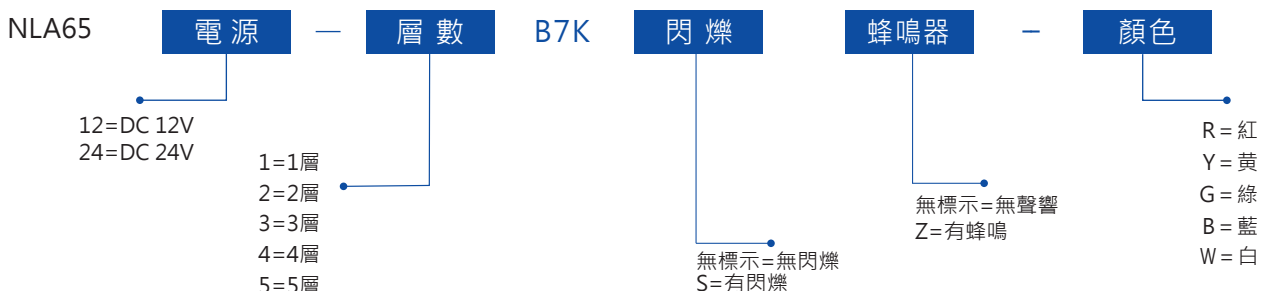 NLA65 電源 — 層數 B7K 閃爍 蜂鳴器 – 顏色
12=DC 12V
24=DC 24V
1=1層
2=2層
3=3層
4=4層
5=5層
無標示=無閃爍
S=有閃爍
無標示=無聲響
Z=有蜂鳴
R=紅
Y=黃
G=綠
B=藍
W=白